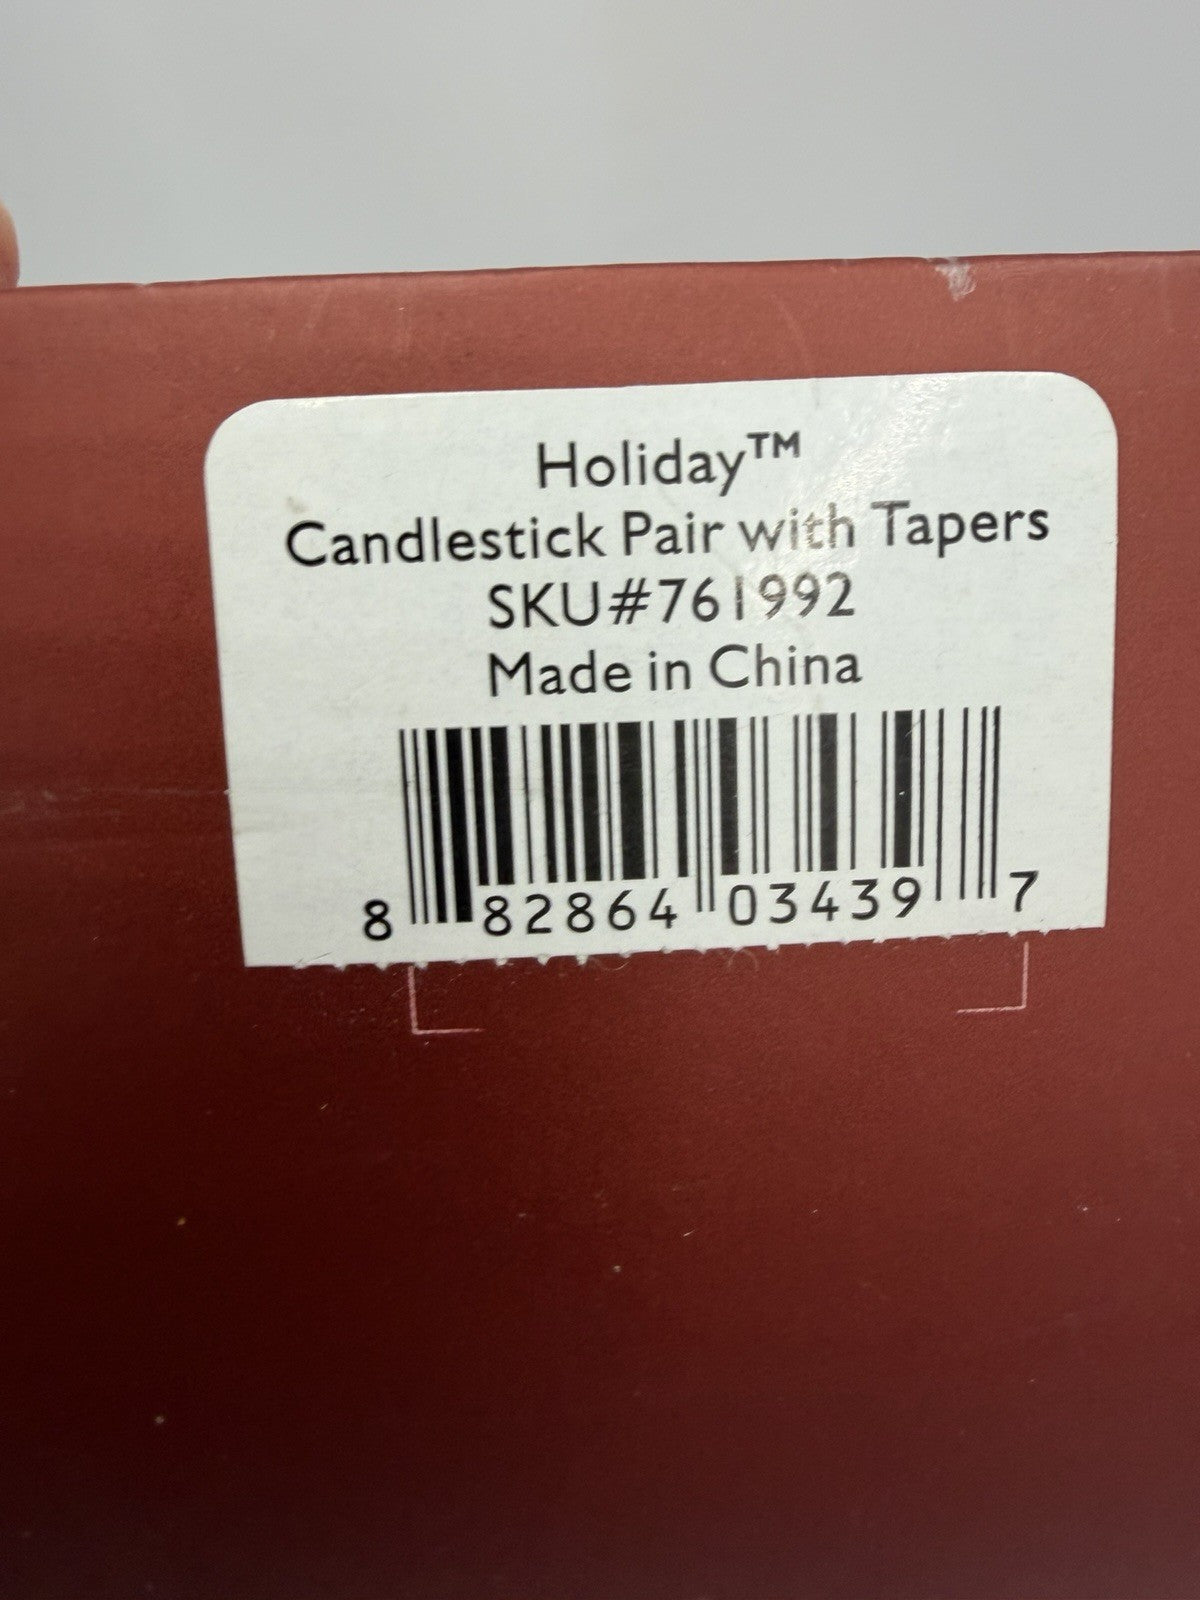 Holiday™
Candlestick Pair with Tapers
SKU#761992
Made in China
8 82864 03439 7